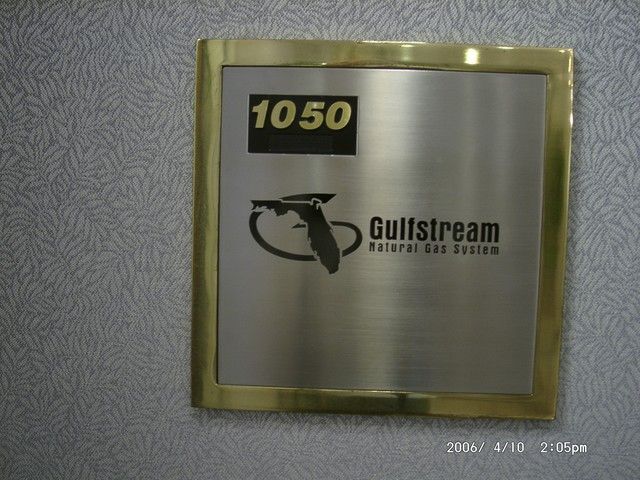 1050
Gulfstream
Natural Gas System
2006/ 4/10 2:05pm